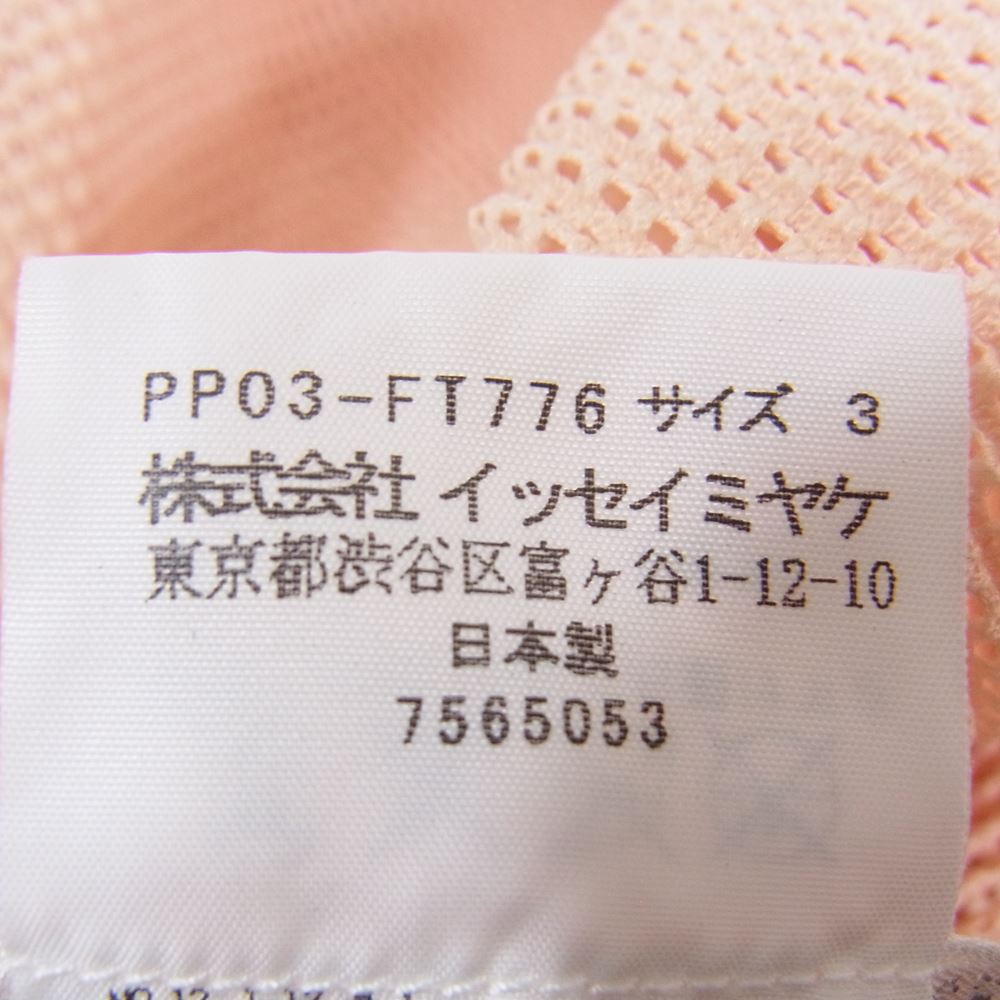 PP03-FT776 サイズ 3
株式会社 イッセイミヤケ
東京都渋谷区富ヶ谷1-12-10
日本製
7565053